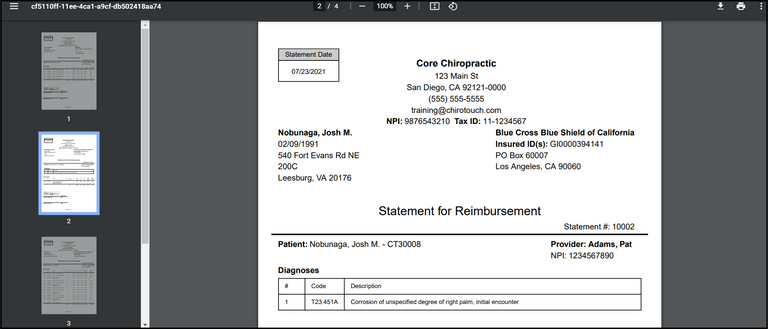 cf5110ff-11ee-4ca1-a9cf-db502418aa74
2 / 4
100%
1
2
3
Statement Date
07/23/2021
Core Chiropractic
123 Main St
San Diego, CA 92121-0000
(555) 555-5555
training@chirotouch.com
NPI: 9876543210 Tax ID: 11-1234567
Nobunaga, Josh M.
02/09/1991
540 Fort Evans Rd NE
200C
Leesburg, VA 20176
Blue Cross Blue Shield of California
Insured ID(s): GI0000394141
PO Box 60007
Los Angeles, CA 90060
Statement for Reimbursement
Statement #: 10002
Patient: Nobunaga, Josh M. - CT30008
Provider: Adams, Pat
NPI: 1234567890
Diagnoses
# Code Description
1 T23.451A Corrosion of unspecified degree of right palm, initial encounter